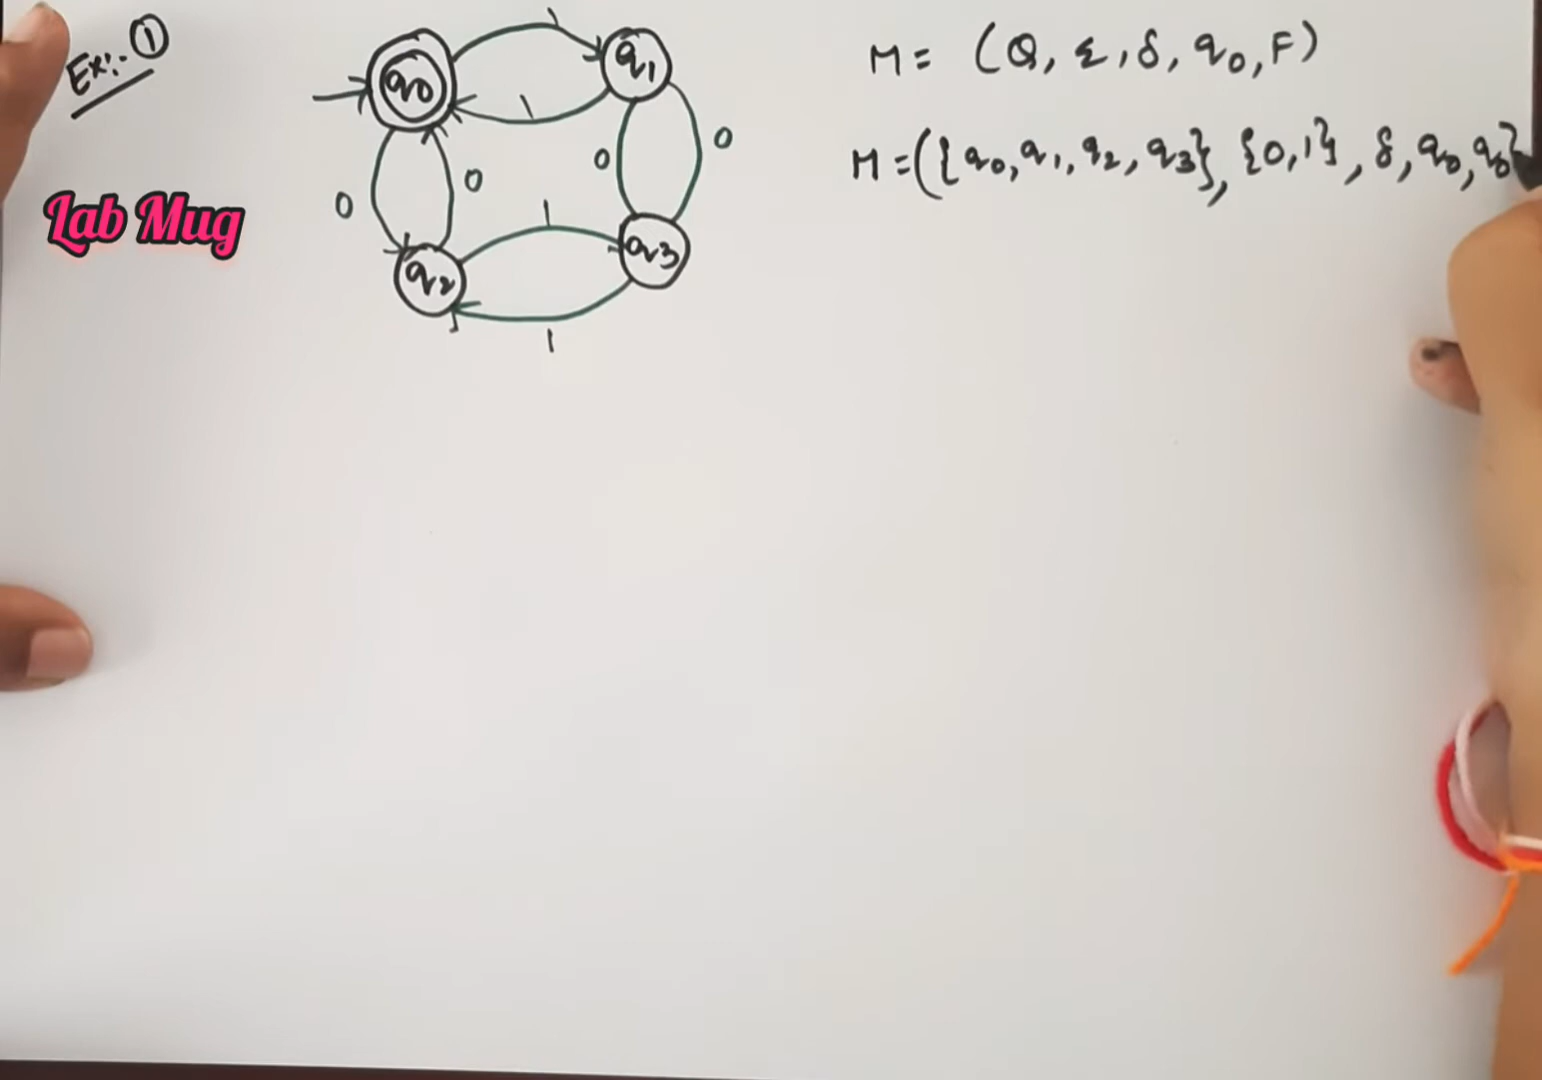 Ex:- ①
1
q0
q1
M = (Q, Σ, δ, q0, F)
1
0
0
M = ({q0, q1, q2, q3}, {0, 1}, δ, q0, q0}
0
0
Lab Mug
1
q2
q3
1